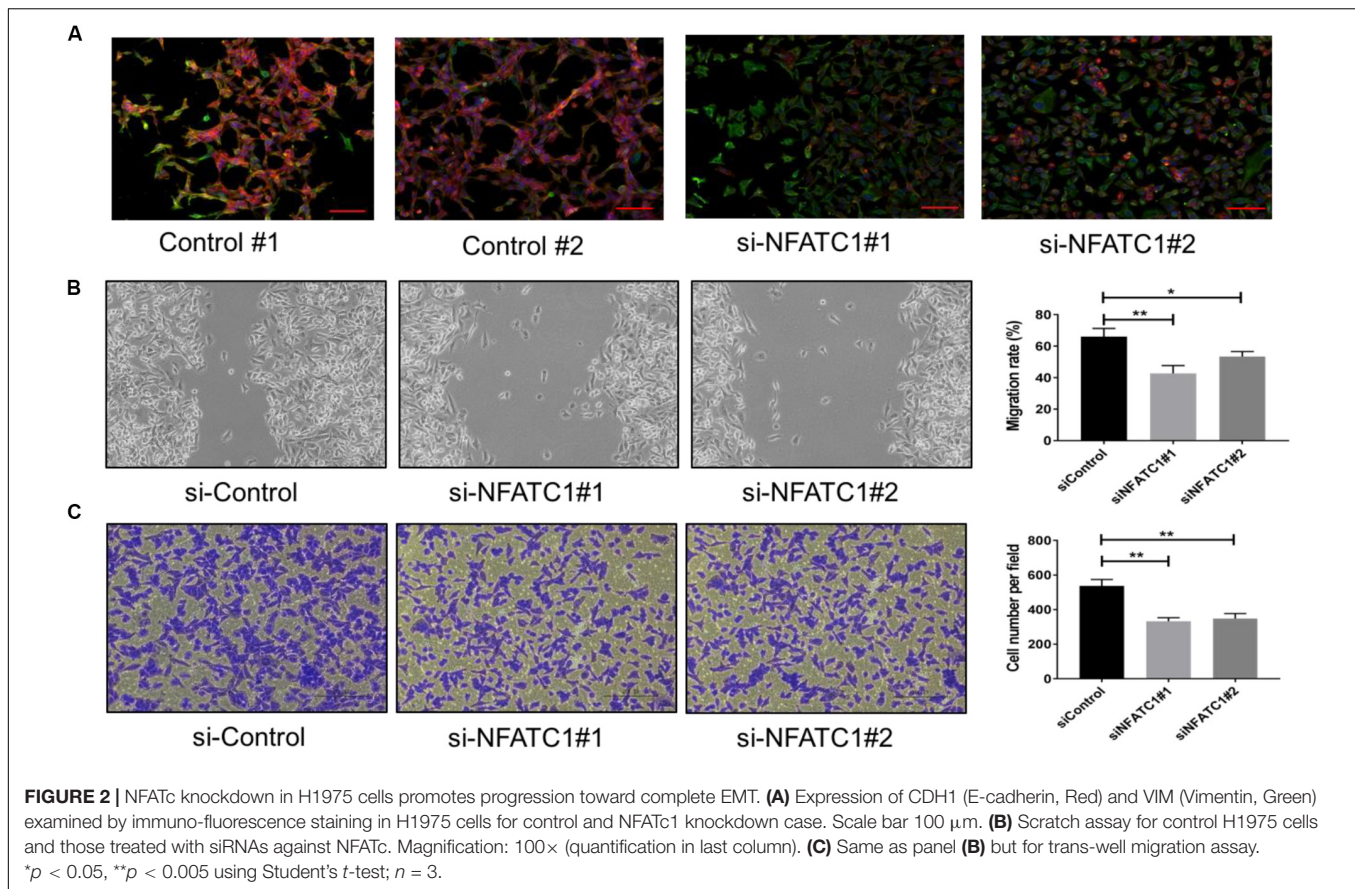 A
Control #1
Control #2
si-NFATC1#1
si-NFATC1#2
B
si-Control
si-NFATC1#1
si-NFATC1#2
Migration rate (%)
80
60
40
20
0
**
*
siControl
siNFATC1#1
siNFATC1#2
C
si-Control
si-NFATC1#1
si-NFATC1#2
Cell number per field
800
600
400
200
0
**
**
siControl
siNFATC1#1
siNFATC1#2
FIGURE 2 | NFATc knockdown in H1975 cells promotes progression toward complete EMT. (A) Expression of CDH1 (E-cadherin, Red) and VIM (Vimentin, Green)
examined by immuno-fluorescence staining in H1975 cells for control and NFATc1 knockdown case. Scale bar 100 μm. (B) Scratch assay for control H1975 cells
and those treated with siRNAs against NFATc. Magnification: 100× (quantification in last column). (C) Same as panel (B) but for trans-well migration assay.
*p < 0.05, **p < 0.005 using Student's t-test; n = 3.